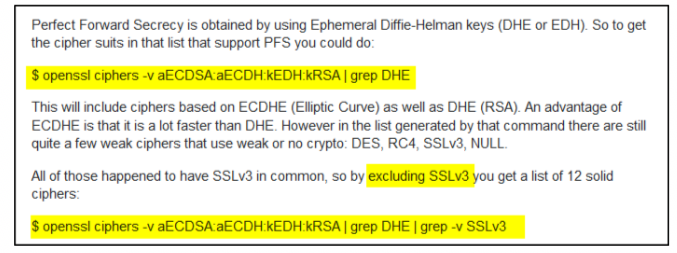 Perfect Forward Secrecy is obtained by using Ephemeral Diffie-Helman keys (DHE or EDH). So to get
the cipher suits in that list that support PFS you could do:
$ openssl ciphers -v aECDSA:aECDH:kEDH:kRSA | grep DHE
This will include ciphers based on ECDHE (Elliptic Curve) as well as DHE (RSA). An advantage of
ECDHE is that it is a lot faster than DHE. However in the list generated by that command there are still
quite a few weak ciphers that use weak or no crypto: DES, RC4, SSLv3, NULL.
All of those happened to have SSLv3 in common, so by excluding SSLv3 you get a list of 12 solid
ciphers:
$ openssl ciphers -v aECDSA:aECDH:kEDH:kRSA | grep DHE | grep -v SSLv3